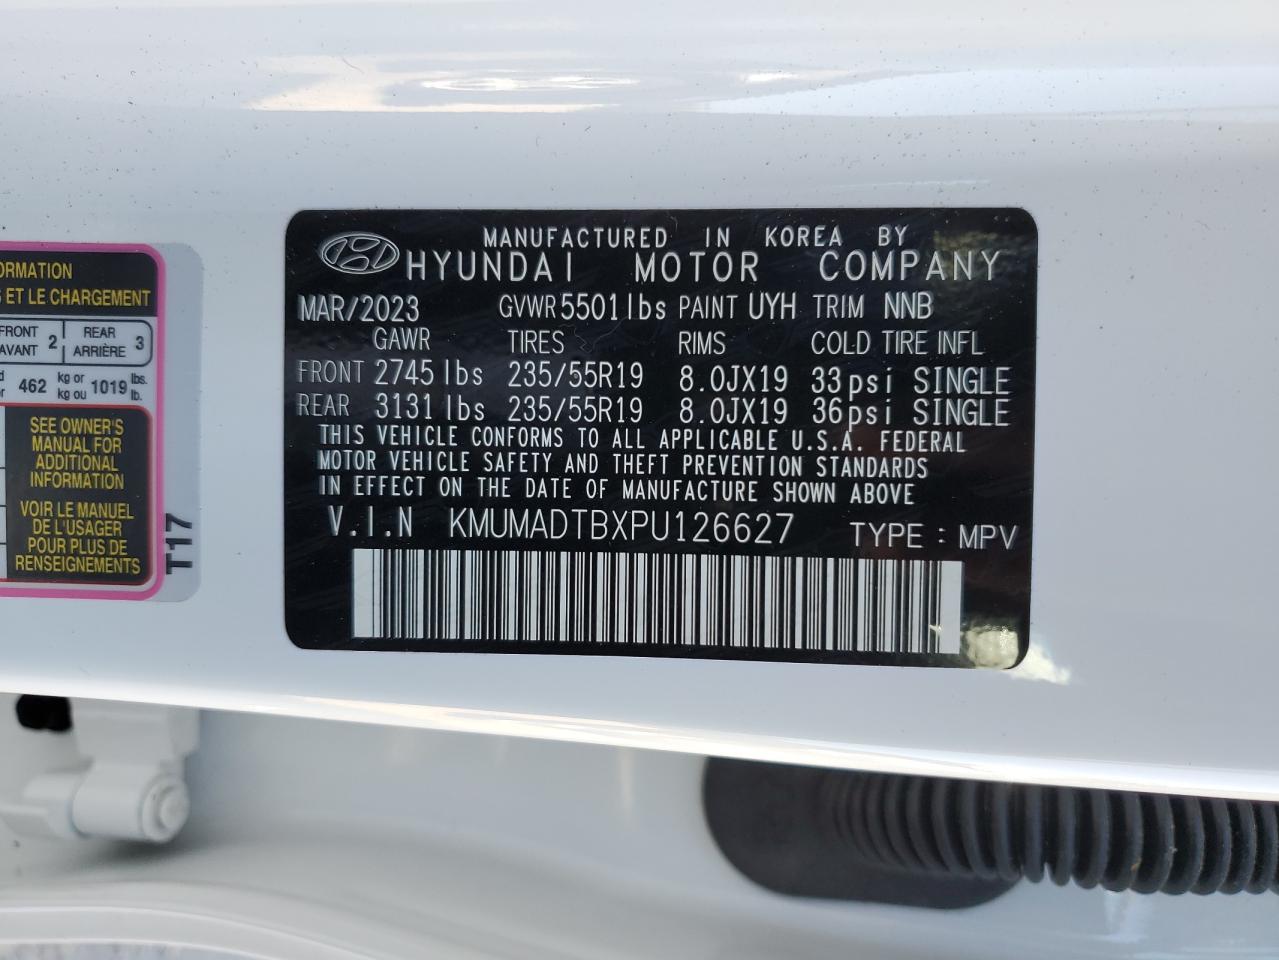 ORMATION
S ET LE CHARGEMENT
FRONT 2 REAR 3
AVANT ARRIÈRE
462 kg or 1019 lbs.
kg ou lb.
SEE OWNER'S
MANUAL FOR
ADDITIONAL
INFORMATION
VOIR LE MANUEL
DE L'USAGER
POUR PLUS DE
RENSEIGNEMENTS
T17
MANUFACTURED IN KOREA BY
HYUNDAI MOTOR COMPANY
MAR/2023 GVWR 5501lbs PAINT UYH TRIM NNB
GAWR TIRES RIMS COLD TIRE INFL
FRONT 2745 lbs 235/55R19 8.0JX19 33psi SINGLE
REAR 3131 lbs 235/55R19 8.0JX19 36psi SINGLE
THIS VEHICLE CONFORMS TO ALL APPLICABLE U.S.A. FEDERAL
MOTOR VEHICLE SAFETY AND THEFT PREVENTION STANDARDS
IN EFFECT ON THE DATE OF MANUFACTURE SHOWN ABOVE
V.I.N KMUMADTBXPU126627 TYPE : MPV